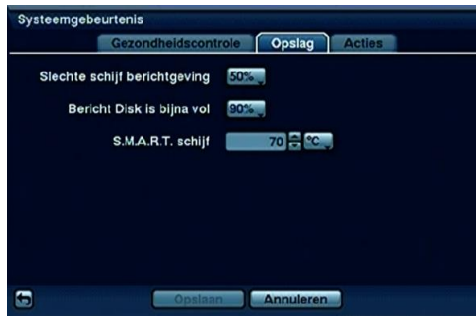 Systeemgebeurtenis
Gezondheidscontrole Opslag Acties
Slechte schijf berichtgeving 50%
Bericht Disk is bijna vol 90%
S.M.A.R.T. schijf 70 °C
Opslaan Annuleren